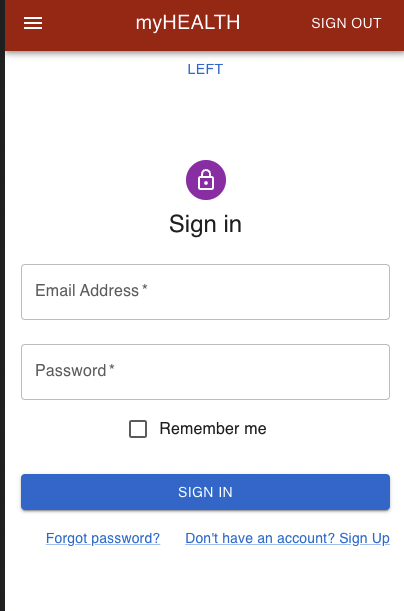 myHEALTH SIGN OUT
LEFT
Sign in
Email Address *
Password *
Remember me
SIGN IN
Forgot password? Don't have an account? Sign Up